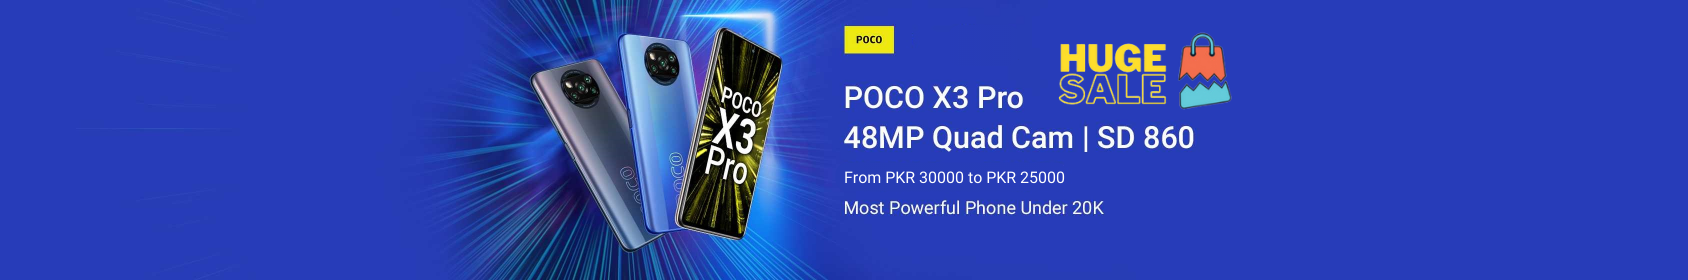 POCO
HUGE
SALE
POCO X3 Pro
48MP Quad Cam | SD 860
From PKR 30000 to PKR 25000
Most Powerful Phone Under 20K
POCO
X3
Pro
POCO
POCO